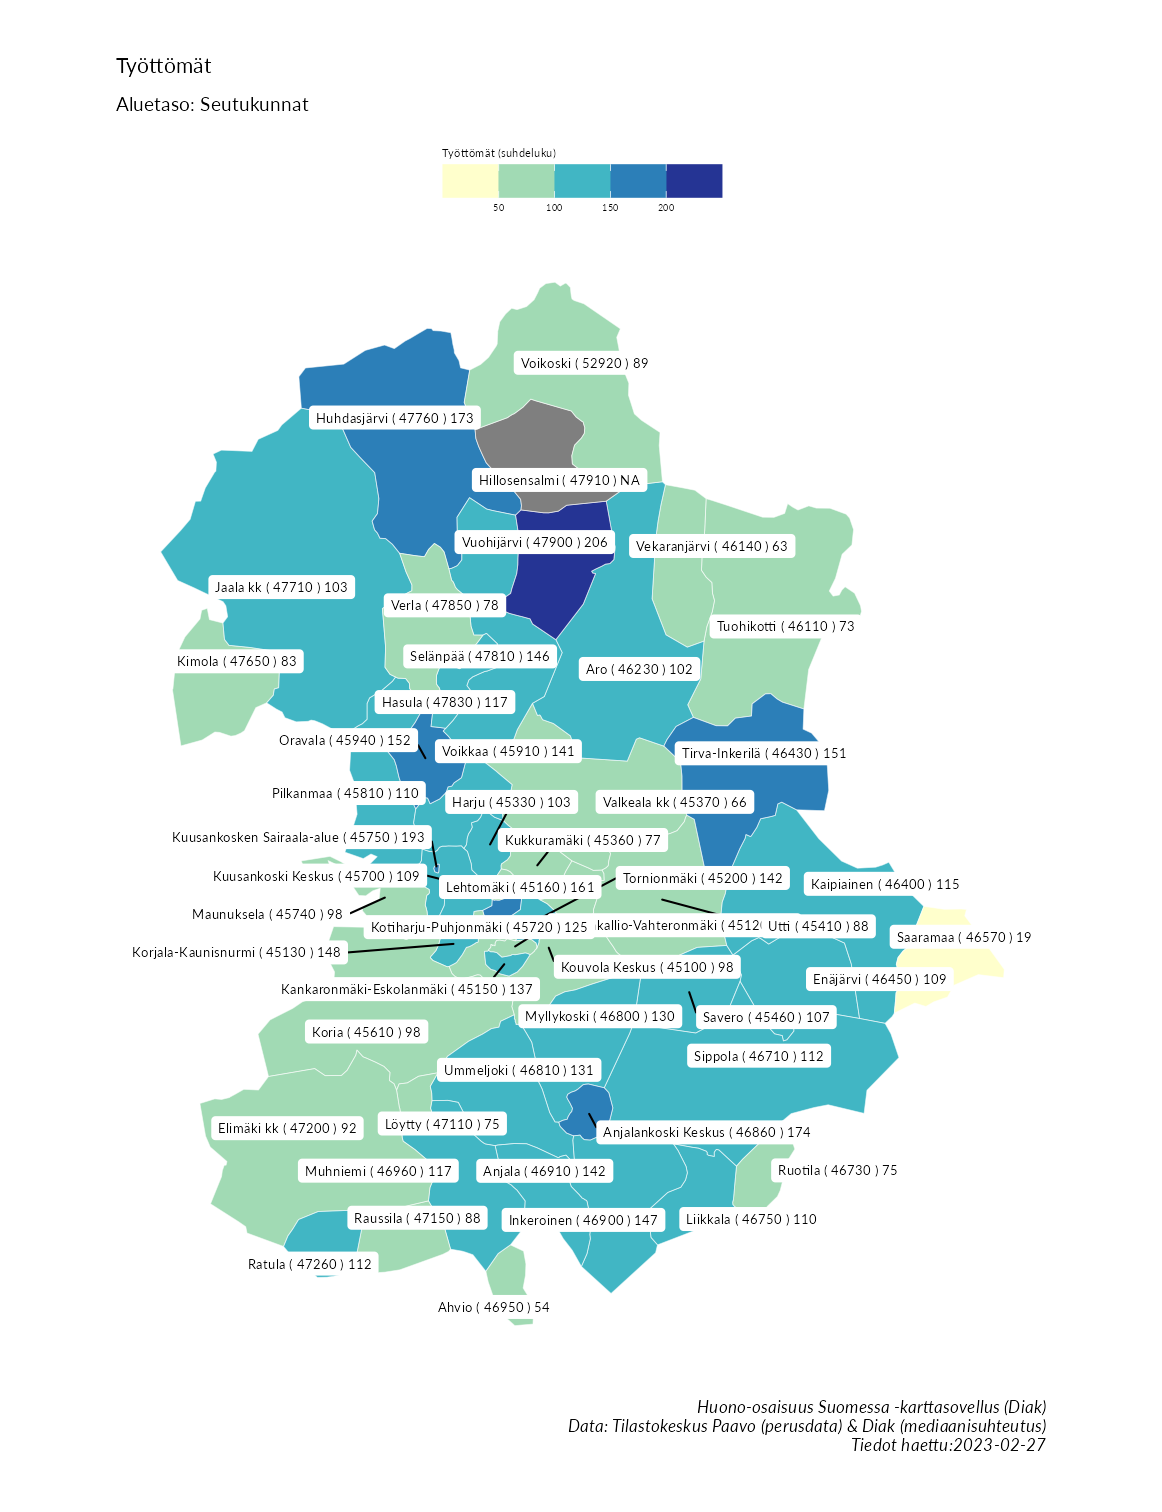 Työttömät
Aluetaso: Seutukunnat
Työttömät (suhdeluku)
50 100 150 200
Voikoski ( 52920 ) 89
Huhdasjärvi ( 47760 ) 173
Hillosensalmi ( 47910 ) NA
Vuohijärvi ( 47900 ) 206
Vekaranjärvi ( 46140 ) 63
Jaala kk ( 47710 ) 103
Verla ( 47850 ) 78
Tuohikotti ( 46110 ) 73
Kimola ( 47650 ) 83
Selänpää ( 47810 ) 146
Aro ( 46230 ) 102
Hasula ( 47830 ) 117
Oravala ( 45940 ) 152
Voikkaa ( 45910 ) 141
Tirva-Inkerilä ( 46430 ) 151
Pilkanmaa ( 45810 ) 110
Harju ( 45330 ) 103
Valkeala kk ( 45370 ) 66
Kuusankosken Sairaala-alue ( 45750 ) 193
Kukkuramäki ( 45360 ) 77
Kuusankoski Keskus ( 45700 ) 109
Lehtomäki ( 45160 ) 161
Tornionmäki ( 45200 ) 142
Kaipiainen ( 46400 ) 115
Maunuksela ( 45740 ) 98
Kotiharju-Puhjonmäki ( 45720 ) 125
kallio-Vahteronmäki ( 4512
Utti ( 45410 ) 88
Saaramaa ( 46570 ) 19
Korjala-Kaunisnurmi ( 45130 ) 148
Kouvola Keskus ( 45100 ) 98
Enäjärvi ( 46450 ) 109
Kankaronmäki-Eskolanmäki ( 45150 ) 137
Myllykoski ( 46800 ) 130
Savero ( 45460 ) 107
Koria ( 45610 ) 98
Sippola ( 46710 ) 112
Ummeljoki ( 46810 ) 131
Elimäki kk ( 47200 ) 92
Löytty ( 47110 ) 75
Anjalankoski Keskus ( 46860 ) 174
Muhniemi ( 46960 ) 117
Anjala ( 46910 ) 142
Ruotila ( 46730 ) 75
Raussila ( 47150 ) 88
Inkeroinen ( 46900 ) 147
Liikkala ( 46750 ) 110
Ratula ( 47260 ) 112
Ahvio ( 46950 ) 54
Huono-osaisuus Suomessa -karttasovellus (Diak)
Data: Tilastokeskus Paavo (perusdata) & Diak (mediaanisuhteutus)
Tiedot haettu:2023-02-27